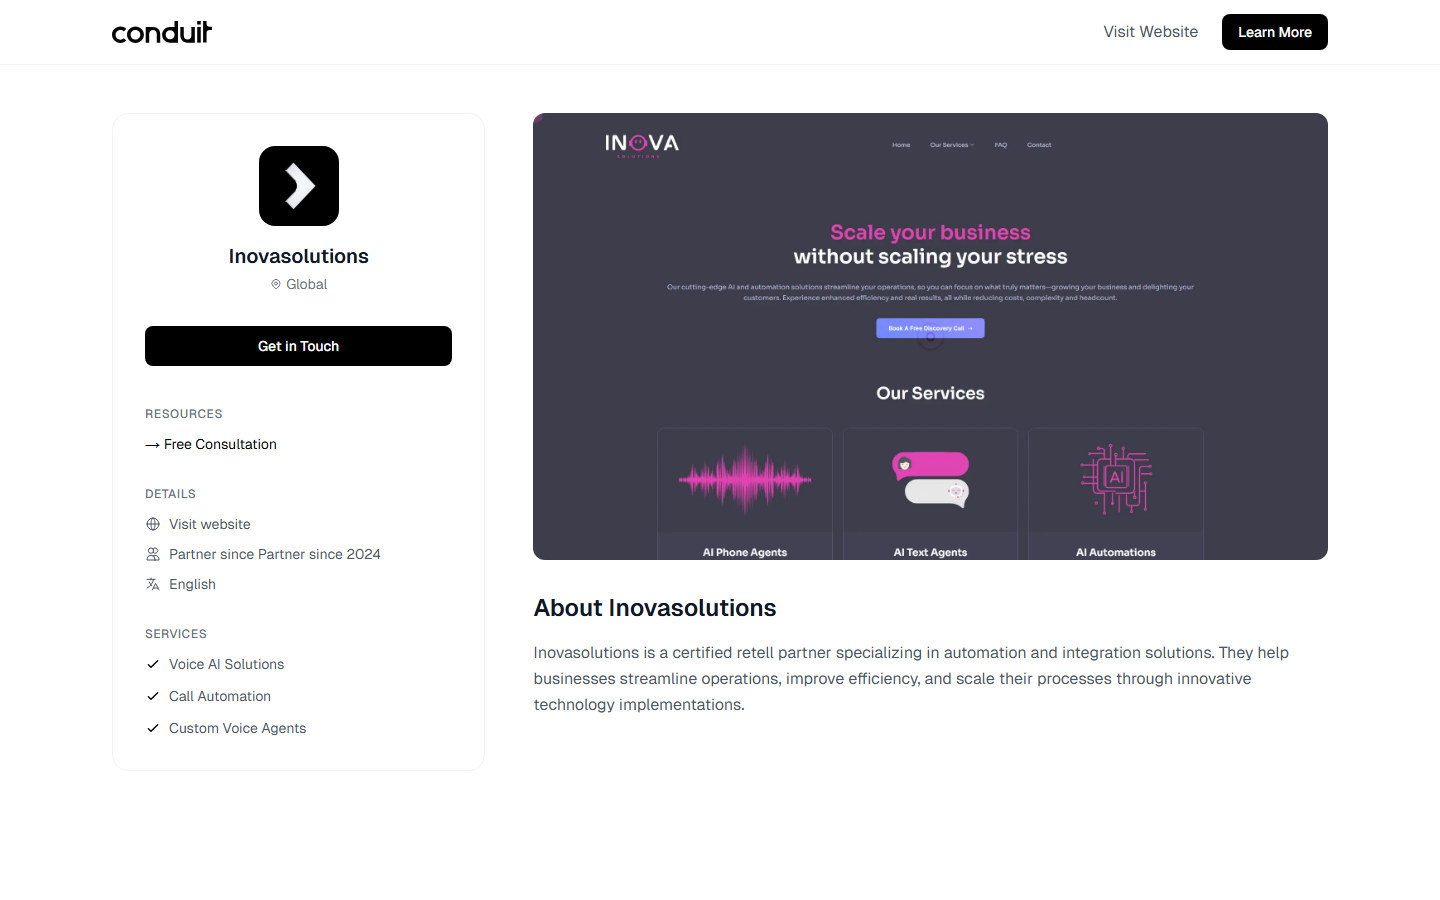 conduit
Visit Website
Learn More
Inovasolutions
Global
Get in Touch
RESOURCES
→ Free Consultation
DETAILS
Visit website
Partner since Partner since 2024
English
SERVICES
Voice AI Solutions
Call Automation
Custom Voice Agents
INOVA
SOLUTIONS
Home
Our Services
FAQ
Contact
Scale your business
without scaling your stress
Our cutting-edge AI and automation solutions streamline your operations, so you can focus on what truly matters—growing your business and delighting your
customers. Experience enhanced efficiency and real results, all while reducing costs, complexity and headcount.
Book A Free Discovery Call →
Our Services
AI
AI Phone Agents
AI Text Agents
AI Automations
About Inovasolutions
Inovasolutions is a certified retell partner specializing in automation and integration solutions. They help
businesses streamline operations, improve efficiency, and scale their processes through innovative
technology implementations.